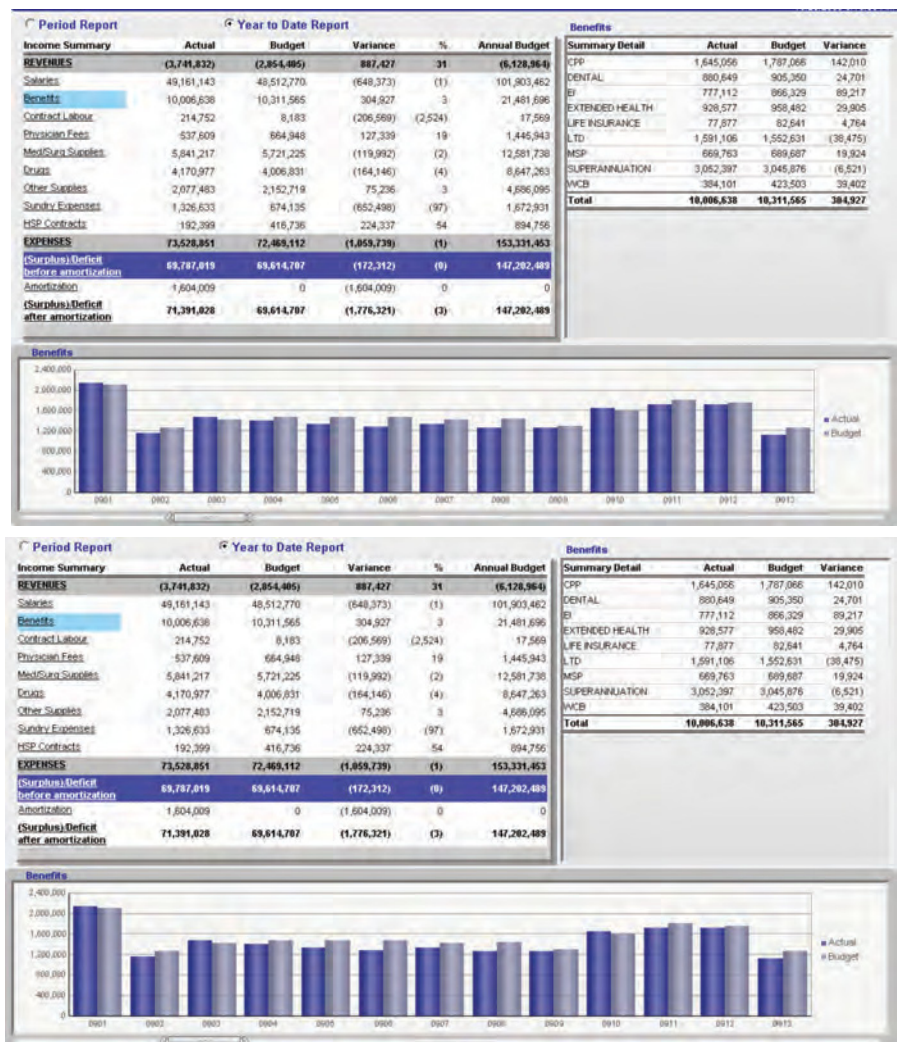 Period Report Year to Date Report
Income Summary Actual Budget Variance % Annual Budget
REVENUES (3,741,832) (2,854,405) 887,427 31 (6,128,964)
Salaries 49,161,143 48,512,770 (648,373) (1) 101,903,462
Benefits 10,006,638 10,311,565 304,927 3 21,481,696
Contract Labour 214,752 8,183 (206,569) (2,524) 17,569
Physician Fees 537,609 664,948 127,339 19 1,445,943
Med/Surg Supplies 5,841,217 5,721,225 (119,992) (2) 12,581,738
Drugs 4,170,977 4,006,831 (164,146) (4) 8,647,263
Other Supplies 2,077,483 2,152,719 75,236 3 4,686,095
Sundry Expenses 1,326,633 674,135 (652,498) (97) 1,672,931
HSP Contracts 192,399 416,736 224,337 54 894,756
EXPENSES 73,528,851 72,469,112 (1,059,739) (1) 153,331,453
(Surplus)/Deficit
before amortization 69,787,019 69,614,707 (172,312) (0) 147,202,489
Amortization 1,604,009 0 (1,604,009) 0 0
(Surplus)/Deficit
after amortization 71,391,028 69,614,707 (1,776,321) (3) 147,202,489
Benefits
Summary Detail Actual Budget Variance
CPP 1,645,056 1,787,066 142,010
DENTAL 880,649 905,350 24,701
EI 777,112 866,329 89,217
EXTENDED HEALTH 928,577 958,482 29,905
LIFE INSURANCE 77,877 82,641 4,764
LTD 1,591,106 1,552,631 (38,475)
MSP 669,763 689,687 19,924
SUPERANNUATION 3,052,397 3,045,876 (6,521)
WCB 384,101 423,503 39,402
Total 10,006,638 10,311,565 304,927
Benefits
2,400,000
2,000,000
1,600,000
1,200,000
800,000
400,000
0
0901 0902 0903 0904 0905 0906 0907 0908 0909 0910 0911 0912 0913
Actual
Budget
Period Report Year to Date Report
Income Summary Actual Budget Variance % Annual Budget
REVENUES (3,741,832) (2,854,405) 887,427 31 (6,128,964)
Salaries 49,161,143 48,512,770 (648,373) (1) 101,903,462
Benefits 10,006,638 10,311,565 304,927 3 21,481,696
Contract Labour 214,752 8,183 (206,569) (2,524) 17,569
Physician Fees 537,609 664,948 127,339 19 1,445,943
Med/Surg Supplies 5,841,217 5,721,225 (119,992) (2) 12,581,738
Drugs 4,170,977 4,006,831 (164,146) (4) 8,647,263
Other Supplies 2,077,483 2,152,719 75,236 3 4,686,095
Sundry Expenses 1,326,633 674,135 (652,498) (97) 1,672,931
HSP Contracts 192,399 416,736 224,337 54 894,756
EXPENSES 73,528,851 72,469,112 (1,059,739) (1) 153,331,453
(Surplus)/Deficit
before amortization 69,787,019 69,614,707 (172,312) (0) 147,202,489
Amortization 1,604,009 0 (1,604,009) 0 0
(Surplus)/Deficit
after amortization 71,391,028 69,614,707 (1,776,321) (3) 147,202,489
Benefits
Summary Detail Actual Budget Variance
CPP 1,645,056 1,787,066 142,010
DENTAL 880,649 905,350 24,701
EI 777,112 866,329 89,217
EXTENDED HEALTH 928,577 958,482 29,905
LIFE INSURANCE 77,877 82,641 4,764
LTD 1,591,106 1,552,631 (38,475)
MSP 669,763 689,687 19,924
SUPERANNUATION 3,052,397 3,045,876 (6,521)
WCB 384,101 423,503 39,402
Total 10,006,638 10,311,565 304,927
Benefits
2,400,000
2,000,000
1,600,000
1,200,000
800,000
400,000
0
0901 0902 0903 0904 0905 0906 0907 0908 0909 0910 0911 0912 0913
Actual
Budget